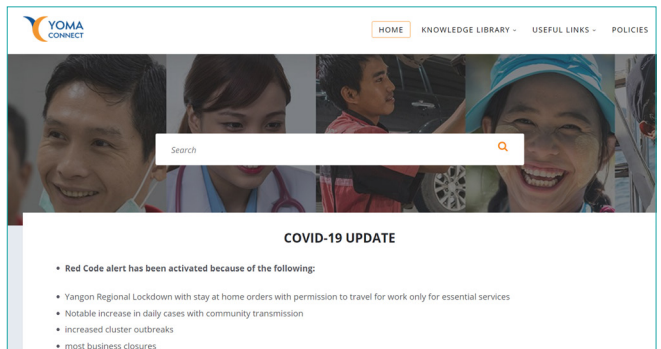 YOMA
CONNECT
HOME KNOWLEDGE LIBRARY USEFUL LINKS POLICIES
Search
COVID-19 UPDATE
• Red Code alert has been activated because of the following:
• Yangon Regional Lockdown with stay at home orders with permission to travel for work only for essential services
• Notable increase in daily cases with community transmission
• increased cluster outbreaks
• most business closures